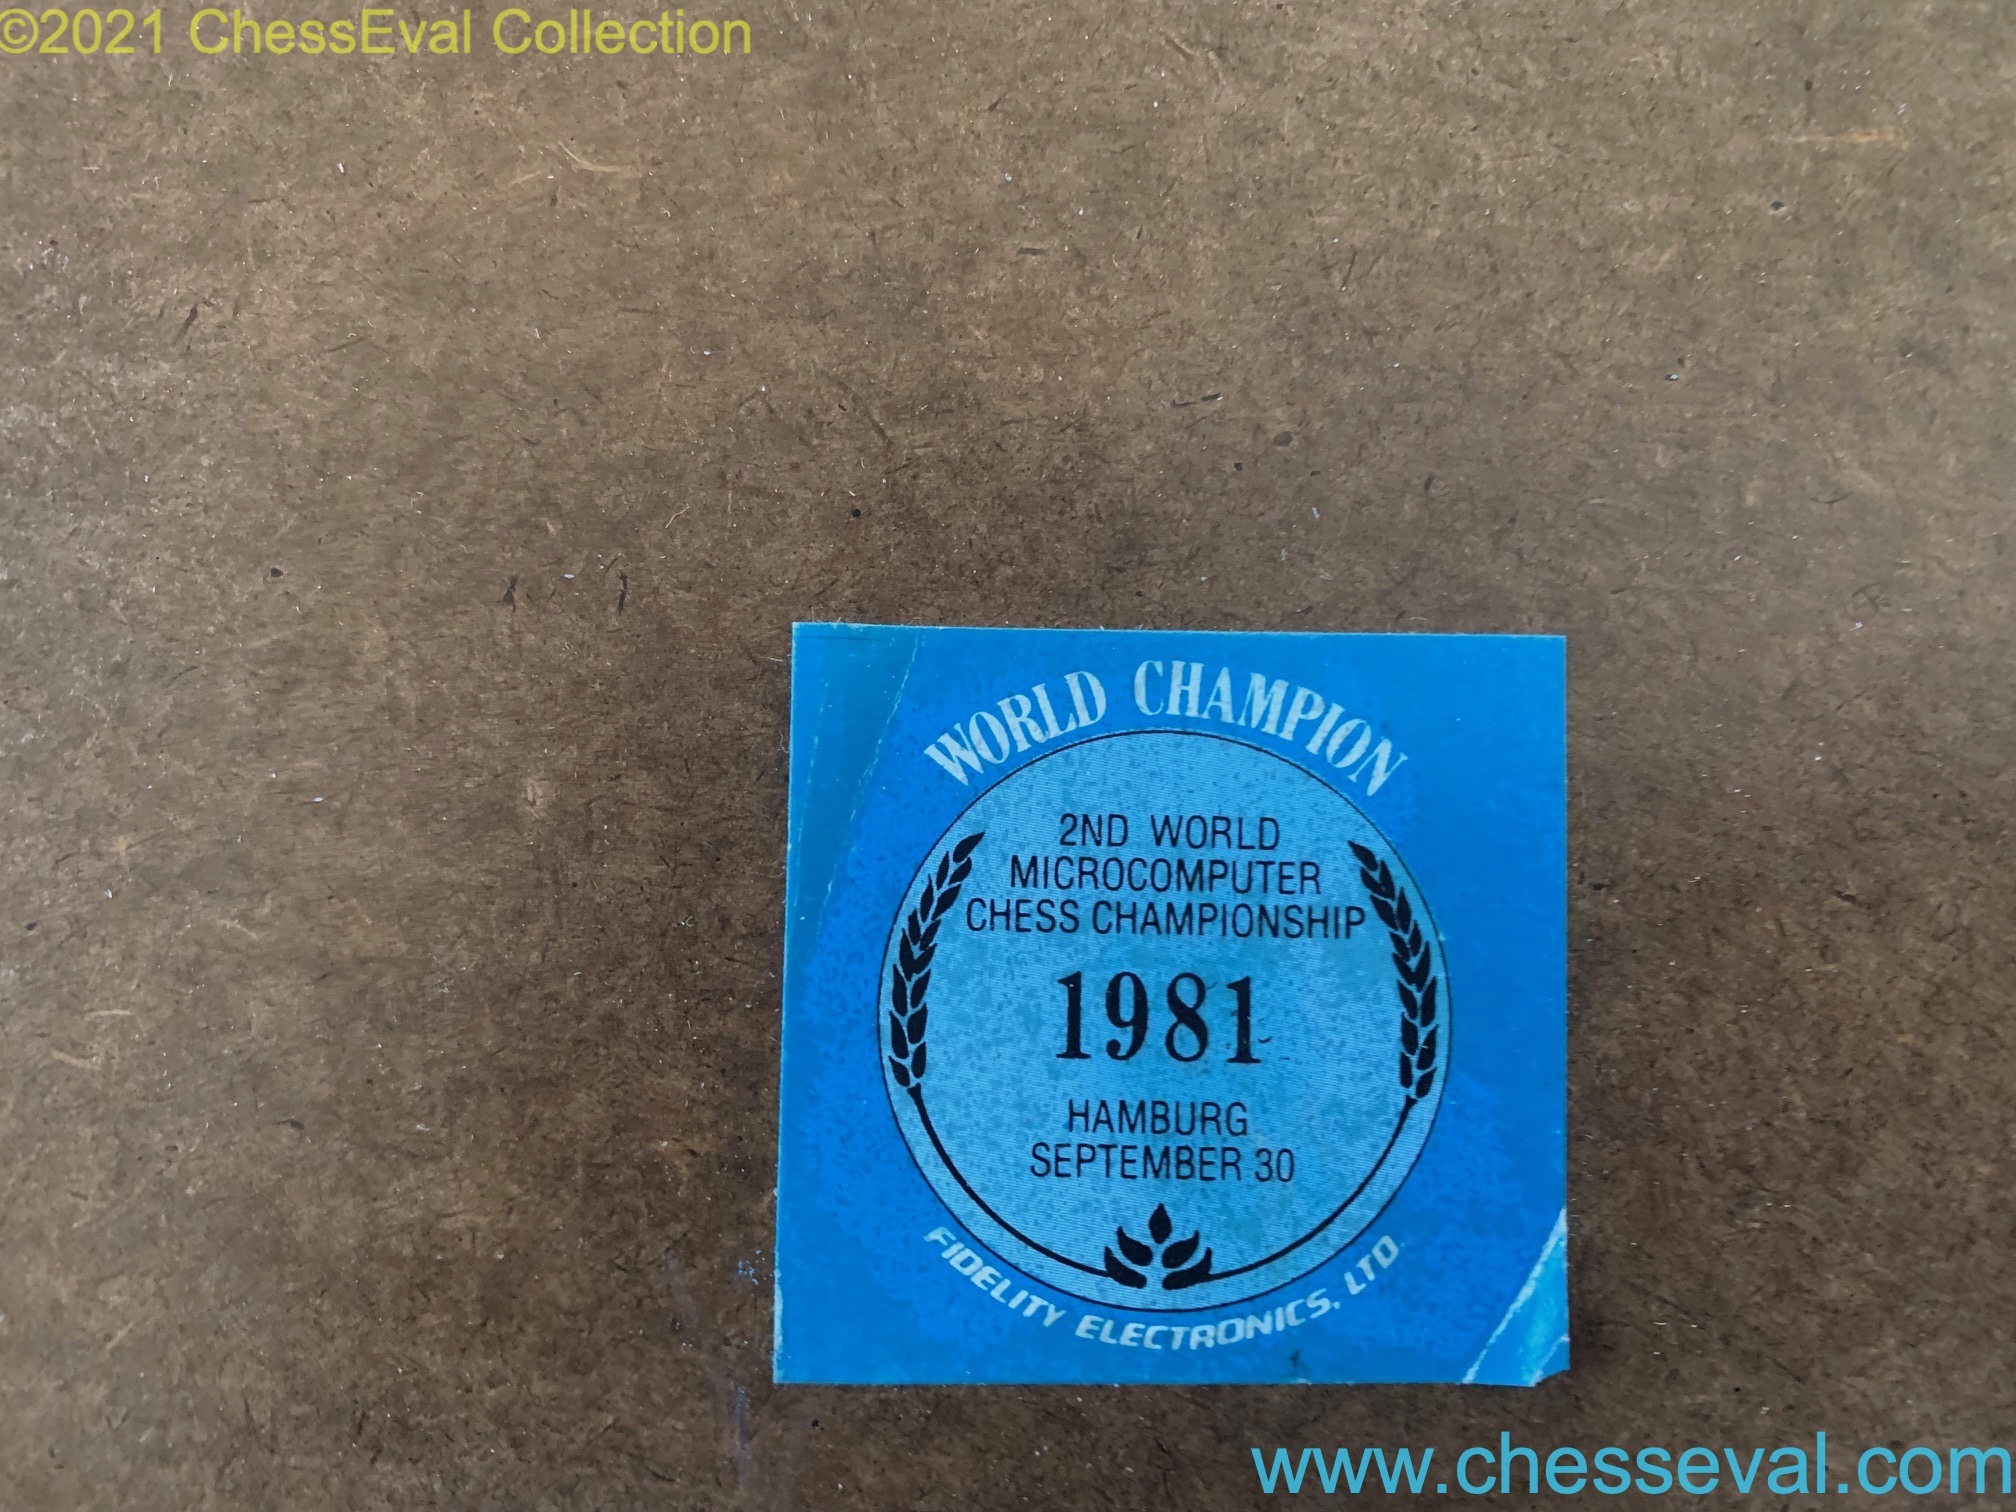 ©2021 ChessEval Collection
WORLD CHAMPION
2ND WORLD
MICROCOMPUTER
CHESS CHAMPIONSHIP
1981
HAMBURG
SEPTEMBER 30
FIDELITY ELECTRONICS, LTD.
www.chesseval.com